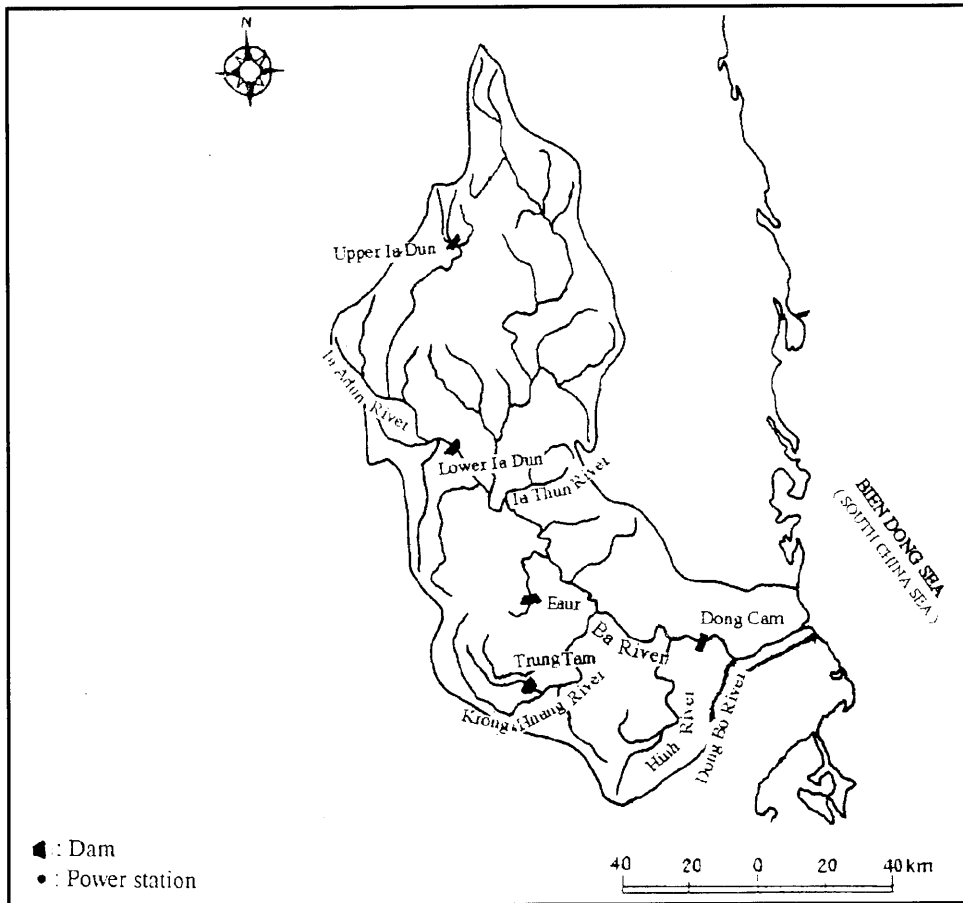 N
Upper Ia Dun
Ia Adun River
Lower Ia Dun
Ia Thun River
BIEN DONG SEA
( SOUTH CHINA SEA )
Eaur
Dong Cam
Ba River
Trung Tam
Krong Hnung River
Hinh River
Dong Bo River
: Dam
: Power station
40 20 0 20 40 km